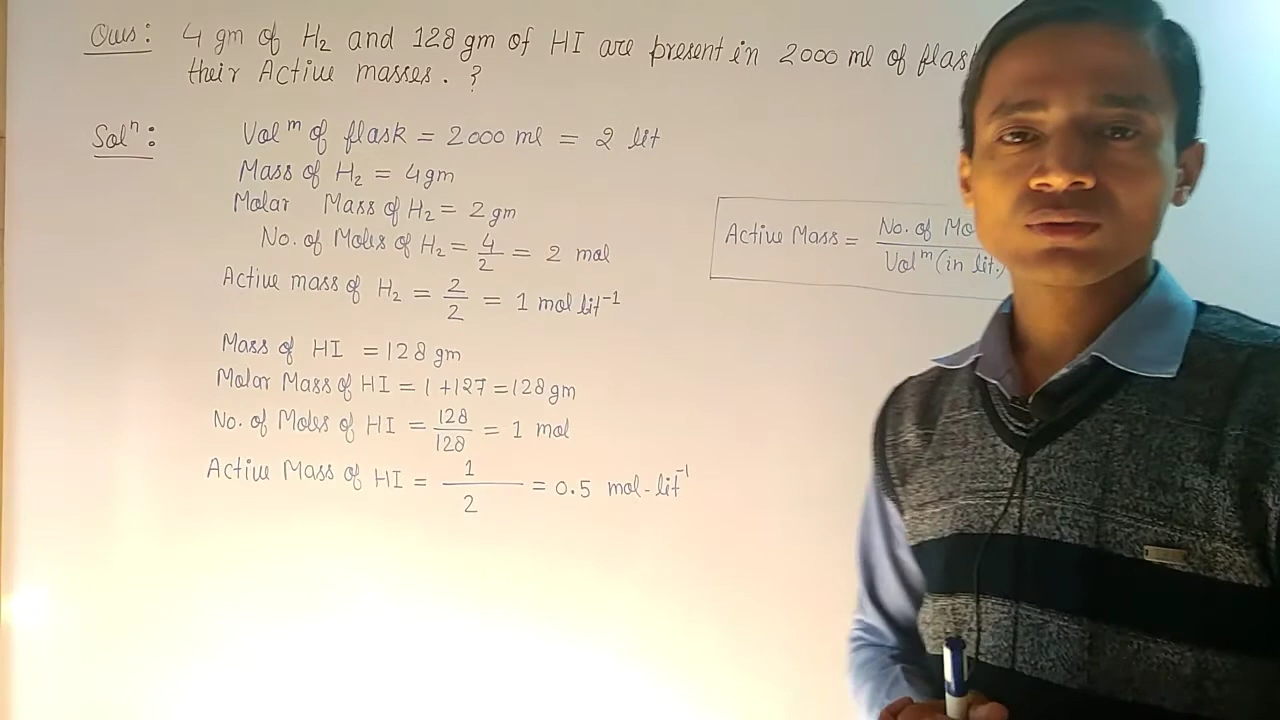 Ques: 4 gm of H₂ and 128 gm of HI are present in 2000 ml of
their Active masses. ?
Solⁿ: Volᵐ of flask = 2000 ml = 2 lit
Mass of H₂ = 4gm
Molar Mass of H₂ = 2 gm
No. of Moles of H₂ = 4/2 = 2 mol
Active mass of H₂ = 2/2 = 1 mol lit⁻¹
Mass of HI = 128 gm
Molar Mass of HI = 1 + 127 = 128 gm
No. of Moles of HI = 128/128 = 1 mol
Active Mass of HI = 1/2 = 0.5 mol-lit⁻¹
Active Mass = No. of / Volᵐ (in lit.)